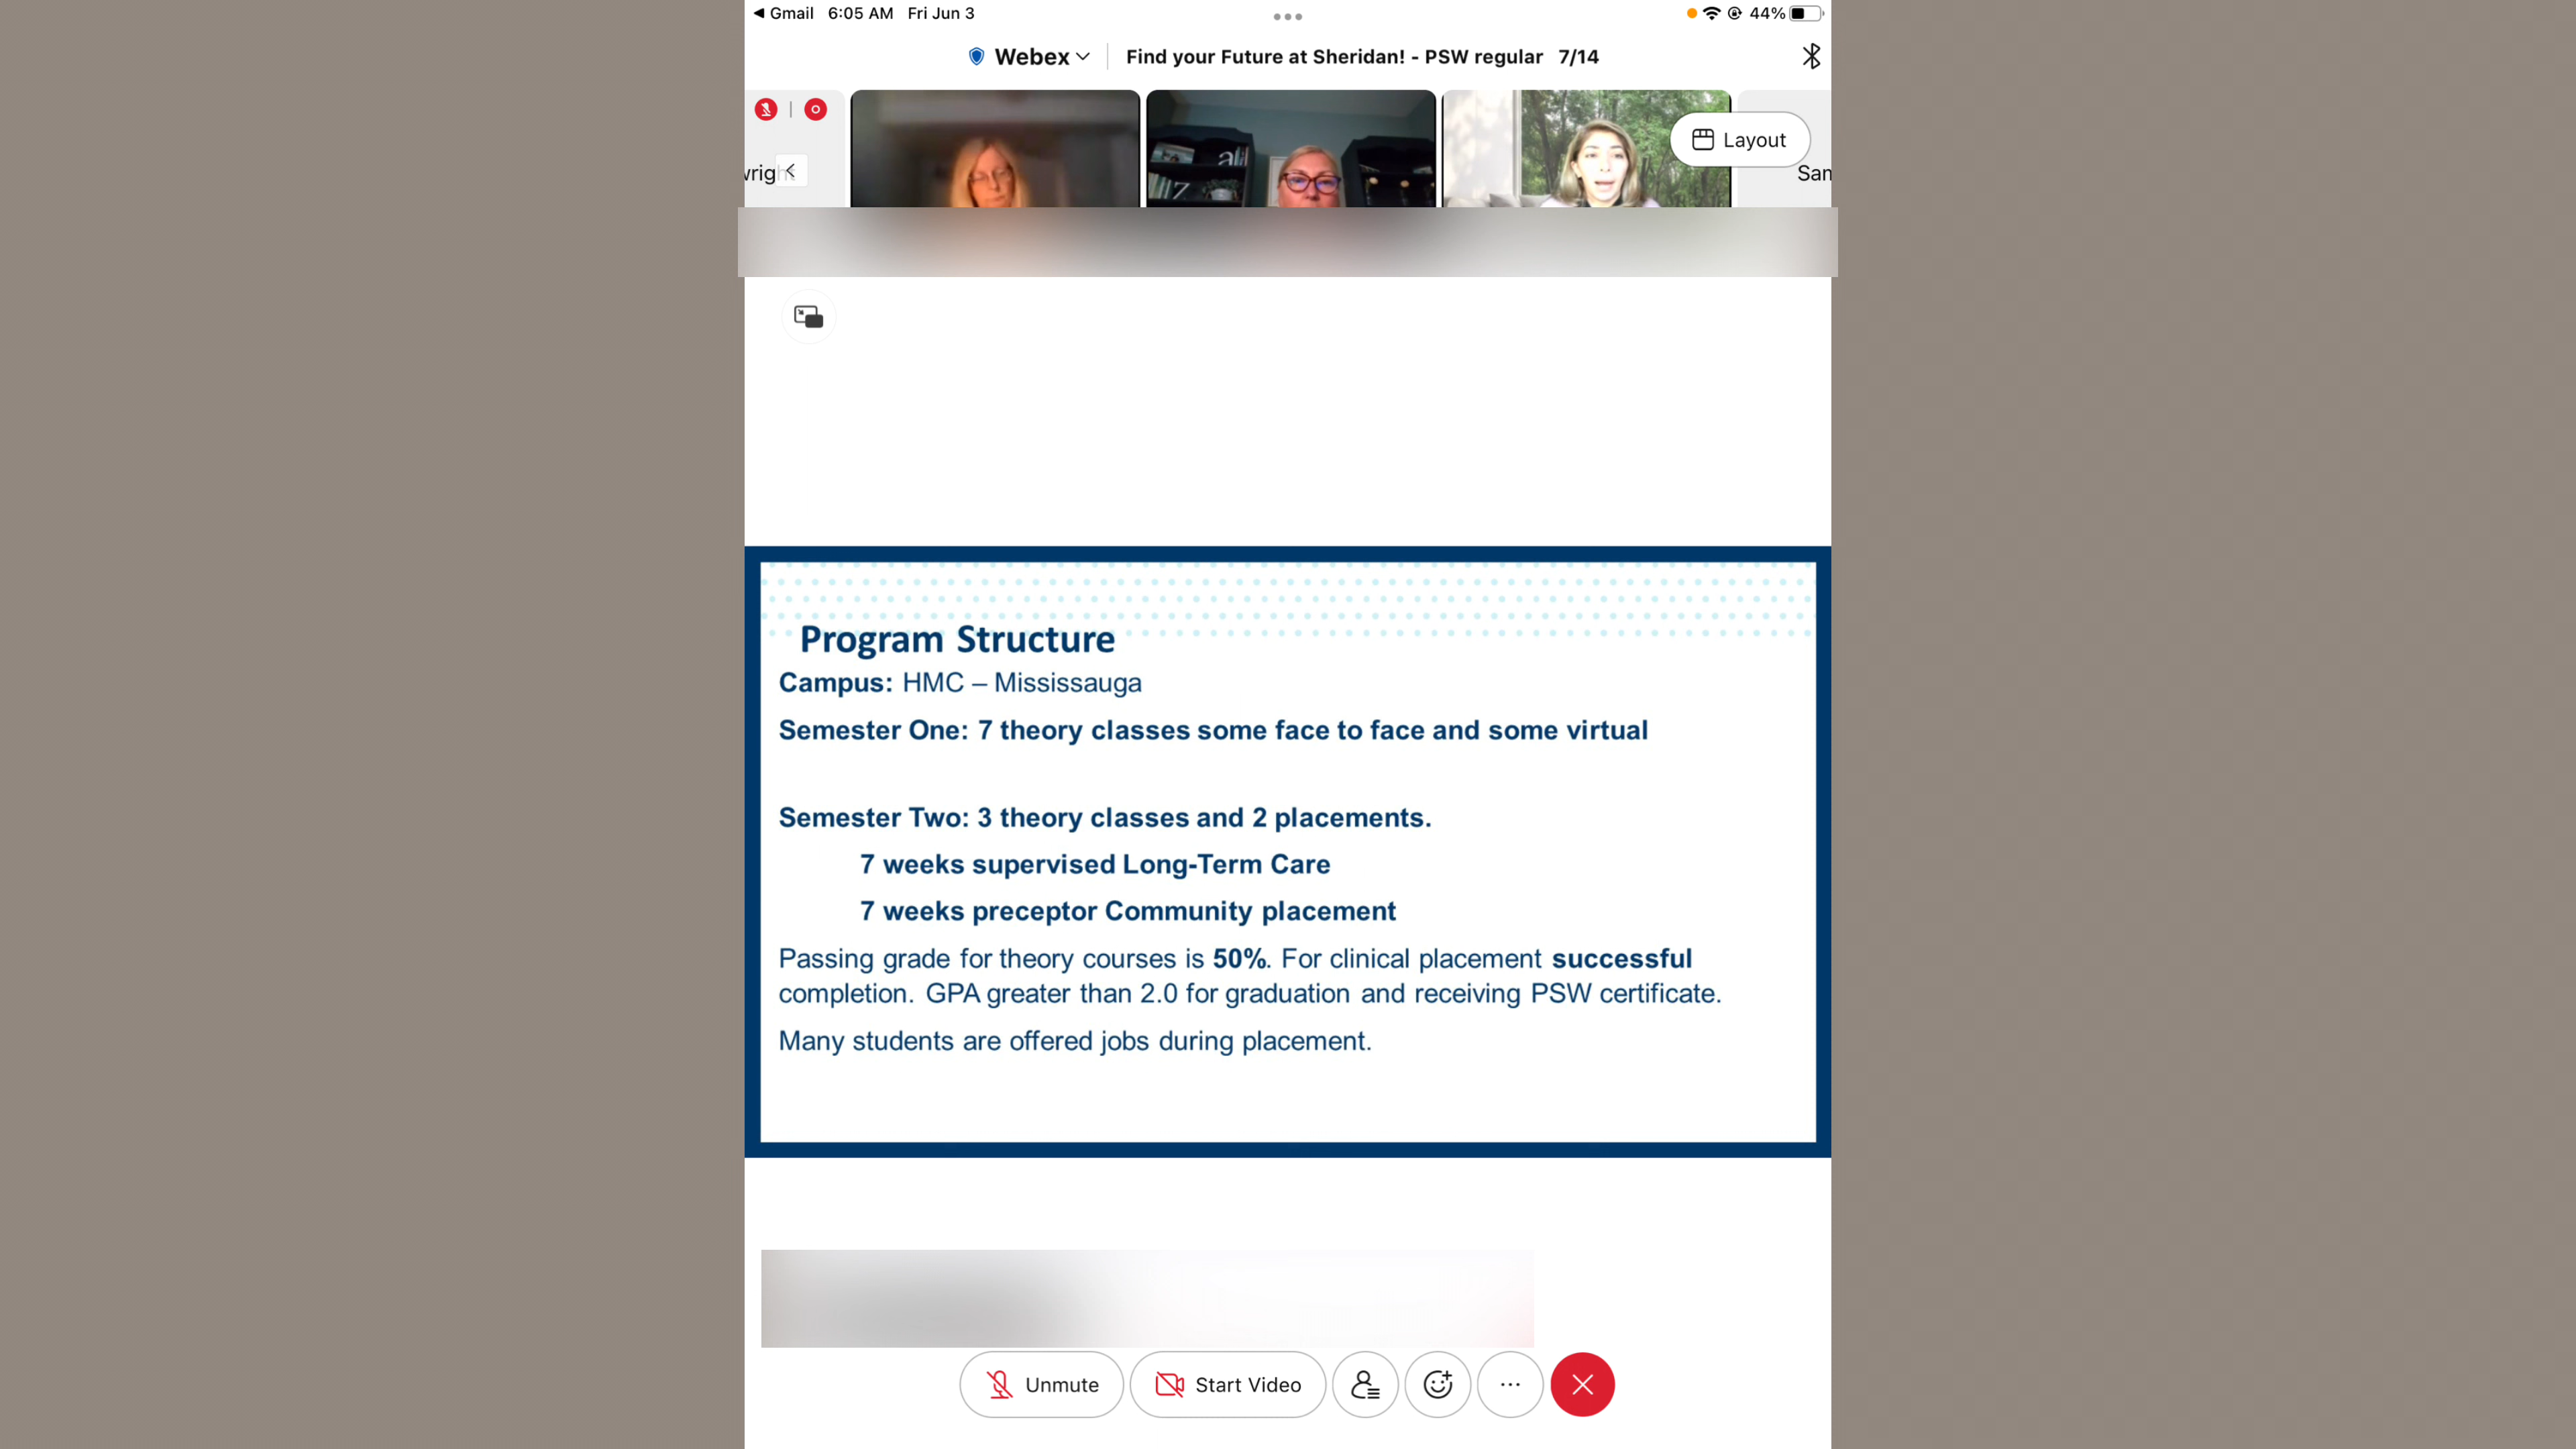 Gmail 6:05 AM Fri Jun 3 44%
Webex Find your Future at Sheridan! - PSW regular 7/14
Layout
Program Structure
Campus: HMC – Mississauga
Semester One: 7 theory classes some face to face and some virtual
Semester Two: 3 theory classes and 2 placements.
7 weeks supervised Long-Term Care
7 weeks preceptor Community placement
Passing grade for theory courses is 50%. For clinical placement successful
completion. GPA greater than 2.0 for graduation and receiving PSW certificate.
Many students are offered jobs during placement.
Unmute Start Video